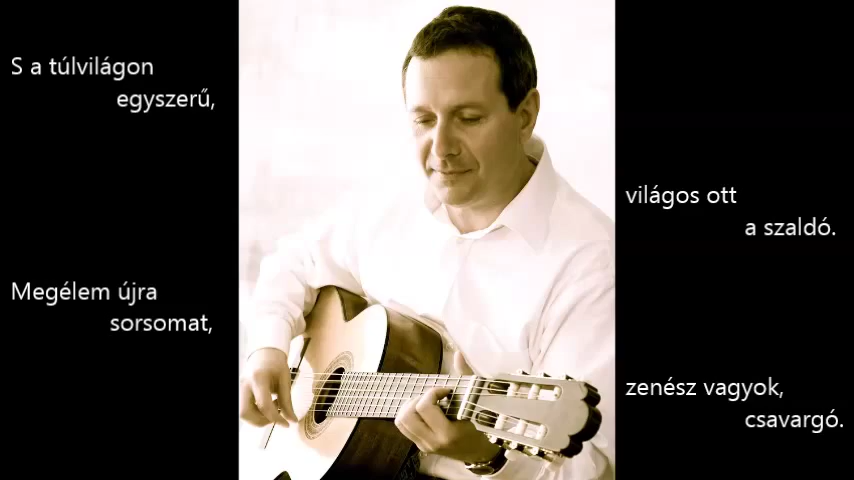 S a túlvilágon
egyszerű,
világos ott
a szaldó.
Megélem újra
sorsomat,
zenész vagyok,
csavargó.